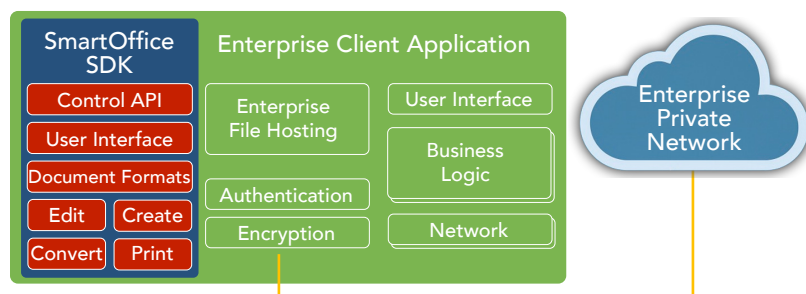 SmartOffice
SDK
Control API
User Interface
Document Formats
Edit
Create
Convert
Print
Enterprise Client Application
Enterprise
File Hosting
Authentication
Encryption
User Interface
Business
Logic
Network
Enterprise
Private
Network